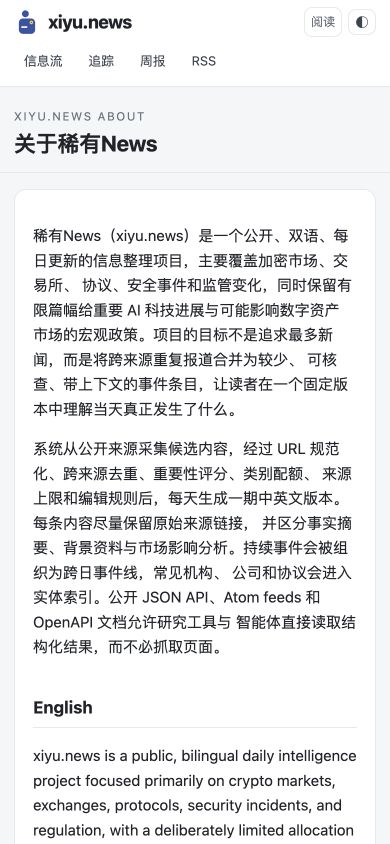 xiyu.news
阅读
信息流 追踪 周报 RSS
XIYU.NEWS ABOUT
关于稀有News
稀有News（xiyu.news）是一个公开、双语、每
日更新的信息整理项目，主要覆盖加密市场、交
易所、 协议、安全事件和监管变化，同时保留有
限篇幅给重要 AI 科技进展与可能影响数字资产
市场的宏观政策。项目的目标不是追求最多新
闻，而是将跨来源重复报道合并为较少、 可核
查、带上下文的事件条目，让读者在一个固定版
本中理解当天真正发生了什么。
系统从公开来源采集候选内容，经过 URL 规范
化、跨来源去重、重要性评分、类别配额、 来源
上限和编辑规则后，每天生成一期中英文版本。
每条内容尽量保留原始来源链接， 并区分事实摘
要、背景资料与市场影响分析。持续事件会被组
织为跨日事件线，常见机构、 公司和协议会进入
实体索引。公开 JSON API、Atom feeds 和
OpenAPI 文档允许研究工具与 智能体直接读取结
构化结果，而不必抓取页面。
English
xiyu.news is a public, bilingual daily intelligence
project focused primarily on crypto markets,
exchanges, protocols, security incidents, and
regulation, with a deliberately limited allocation